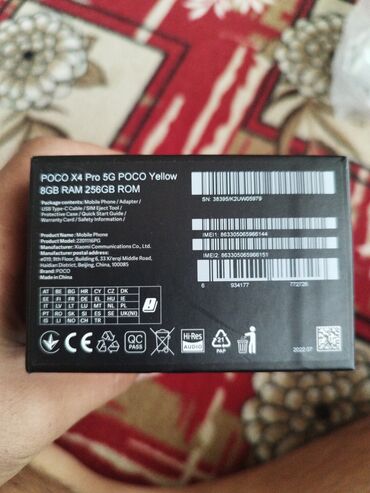 POCO X4 Pro 5G POCO Yellow
8GB RAM 256GB ROM
Package contents: Mobile Phone / Adapter /
USB Type-C Cable / SIM Eject Tool /
Protective Case / Quick Start Guide /
Warranty Card / Safety Information
Product Name: Mobile Phone
Model: 2201116PG
Manufacturer: Xiaomi Communications Co., Ltd.
Manufacturer postal address:
#019, 9th Floor, Building 6, 33 Xi'erqi Middle Road,
Haidian District, Beijing, China, 100085
Brand: POCO
Made in China
SN: 38395/K2UW05979
IMEI1: 863305065966144
IMEI2: 863305065966151
6 934177 772726
AT BE BG HR CY CZ DK
EE FI FR DE EL HU IE
IT LV LT LU MT NL PL
PT RO SK SI ES SE
IS LI NO CH TR UK(NI)
CE
QC
PASS
Hi-Res
AUDIO
21
PAP
2022.07